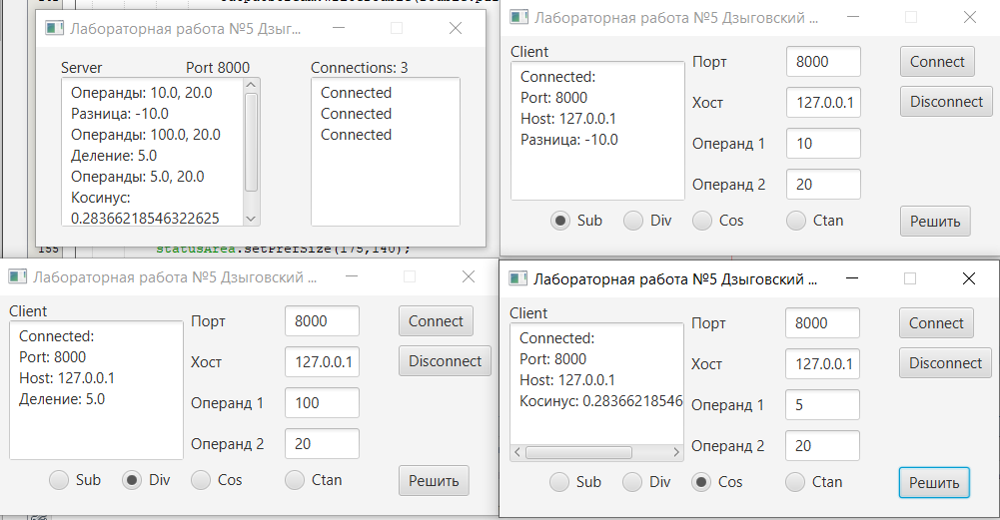 Лабораторная работа №5 Дзыг...
Server
Port 8000
Connections: 3
Операнды: 10.0, 20.0
Разница: -10.0
Операнды: 100.0, 20.0
Деление: 5.0
Операнды: 5.0, 20.0
Косинус:
0.28366218546322625
Connected
Connected
Connected
155
statusArea.setPrefSize(175,140);
Лабораторная работа №5 Дзыговский ...
Client
Connected:
Port: 8000
Host: 127.0.0.1
Разница: -10.0
Порт
8000
Connect
Хост
127.0.0.1
Disconnect
Операнд 1
10
Операнд 2
20
Sub
Div
Cos
Ctan
Решить
Лабораторная работа №5 Дзыговский ...
Client
Connected:
Port: 8000
Host: 127.0.0.1
Деление: 5.0
Порт
8000
Connect
Хост
127.0.0.1
Disconnect
Операнд 1
100
Операнд 2
20
Sub
Div
Cos
Ctan
Решить
Лабораторная работа №5 Дзыговский ...
Client
Connected:
Port: 8000
Host: 127.0.0.1
Косинус: 0.28366218546
Порт
8000
Connect
Хост
127.0.0.1
Disconnect
Операнд 1
5
Операнд 2
20
Sub
Div
Cos
Ctan
Решить